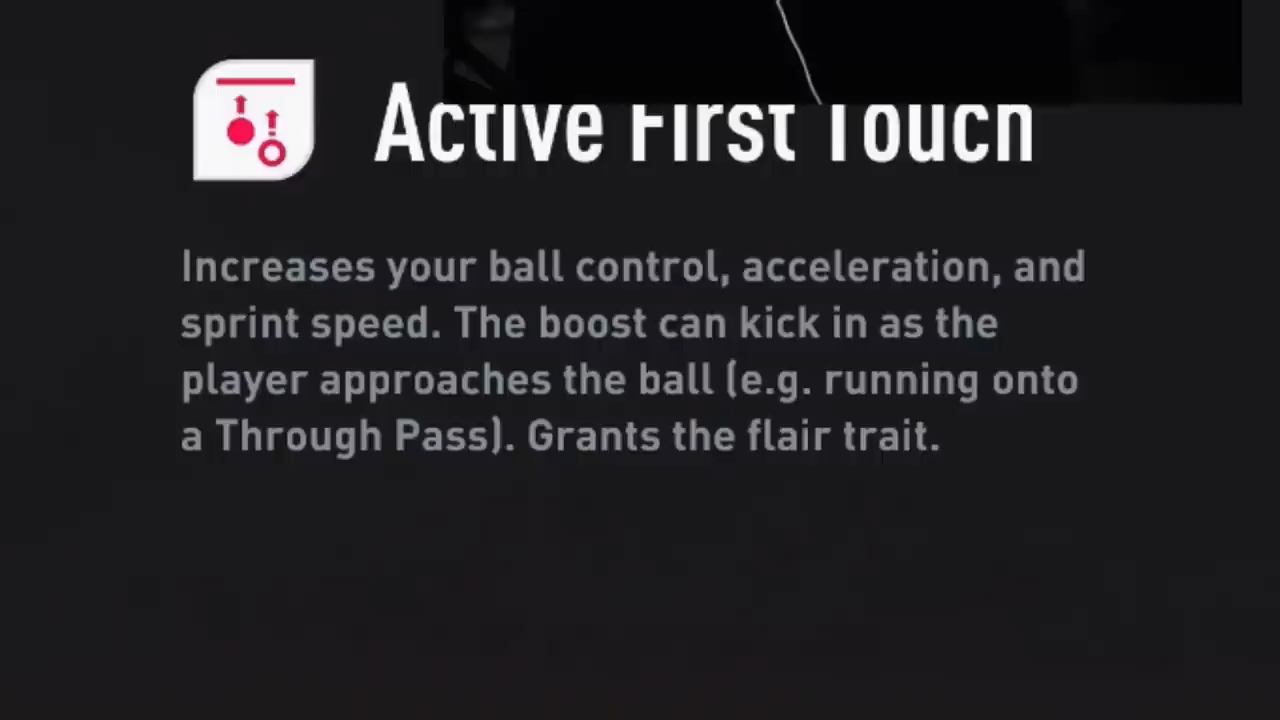 Active First Touch
Increases your ball control, acceleration, and
sprint speed. The boost can kick in as the
player approaches the ball (e.g. running onto
a Through Pass). Grants the flair trait.